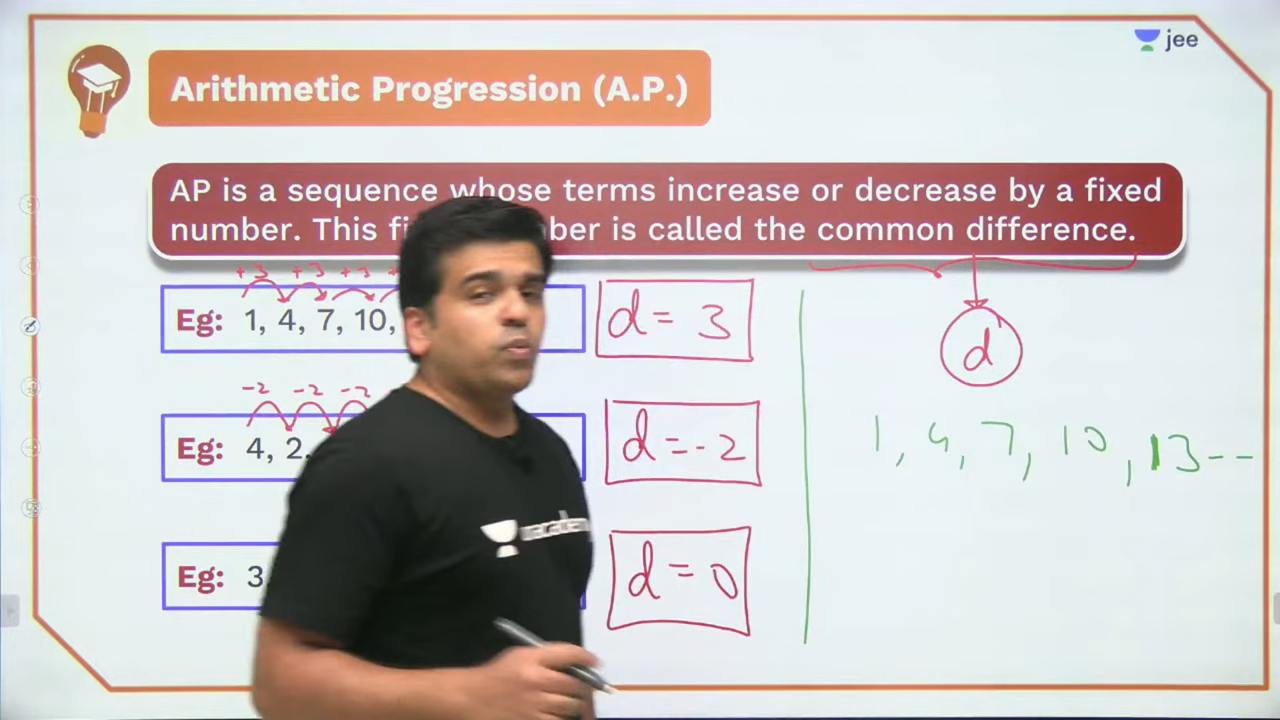 jee
Arithmetic Progression (A.P.)
AP is a sequence whose terms increase or decrease by a fixed
number. This is called the common difference.
+3 +3 +3
Eg: 1, 4, 7, 10,
d = 3
d
-2 -2 -2
Eg: 4, 2,
d = -2
1, 4, 7, 10, 13--
Eg: 3
d = 0